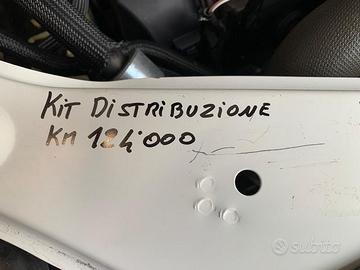 KIT DISTRIBUZIONE
KM 124'000
subito